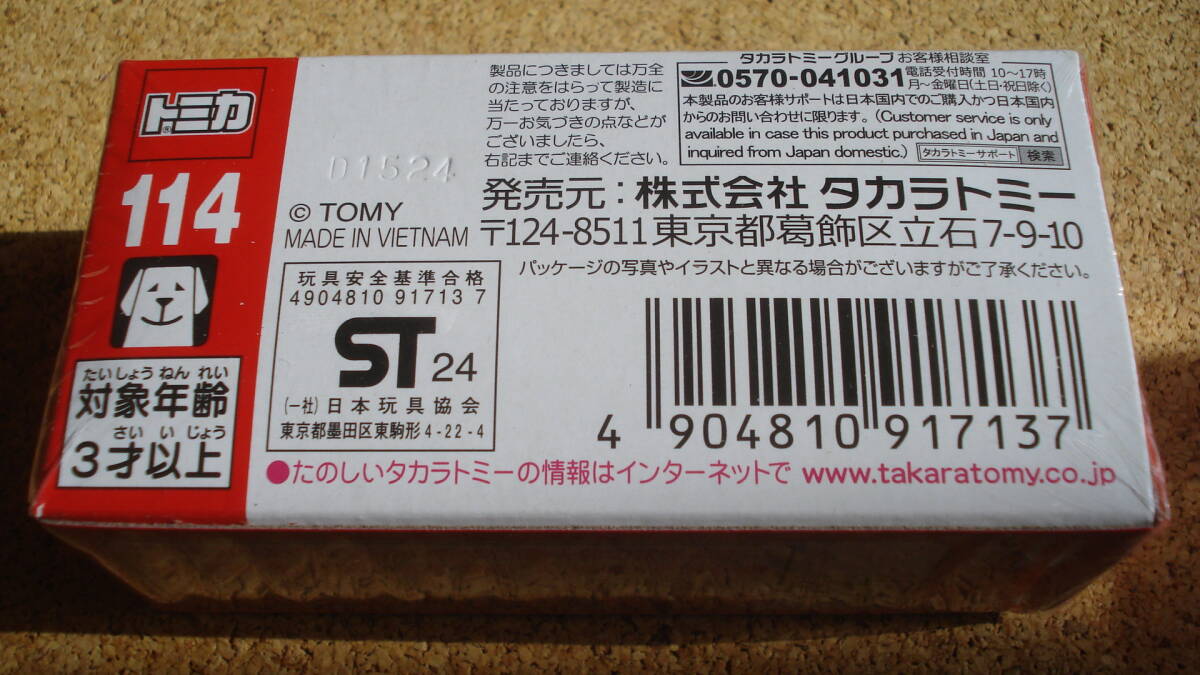 トミカ®
114
たいしょうねんれい
対象年齢
さいいじょう
3才以上
製品につきましては万全
の注意をはらって製造に
当たっておりますが、
万一お気づきの点などが
ございましたら、
右記までご連絡ください。
D1524
© TOMY
MADE IN VIETNAM
タカラトミーグループ お客様相談室
0570-041031 電話受付時間 10〜17時
月〜金曜日(土日・祝日除く)
本製品のお客様サポートは日本国内でのご購入かつ日本国内
からのお問い合わせに限ります。(Customer service is only
available in case this product purchased in Japan and
inquired from Japan domestic.) タカラトミーサポート 検索
発売元：株式会社 タカラトミー
〒124-8511 東京都葛飾区立石7-9-10
パッケージの写真やイラストと異なる場合がございますがご了承ください。
玩具安全基準合格
4904810 91713 7
ST 24
(一社) 日本玩具協会
東京都墨田区東駒形 4-22-4
4 904810 917137
●たのしいタカラトミーの情報はインターネットで www.takaratomy.co.jp